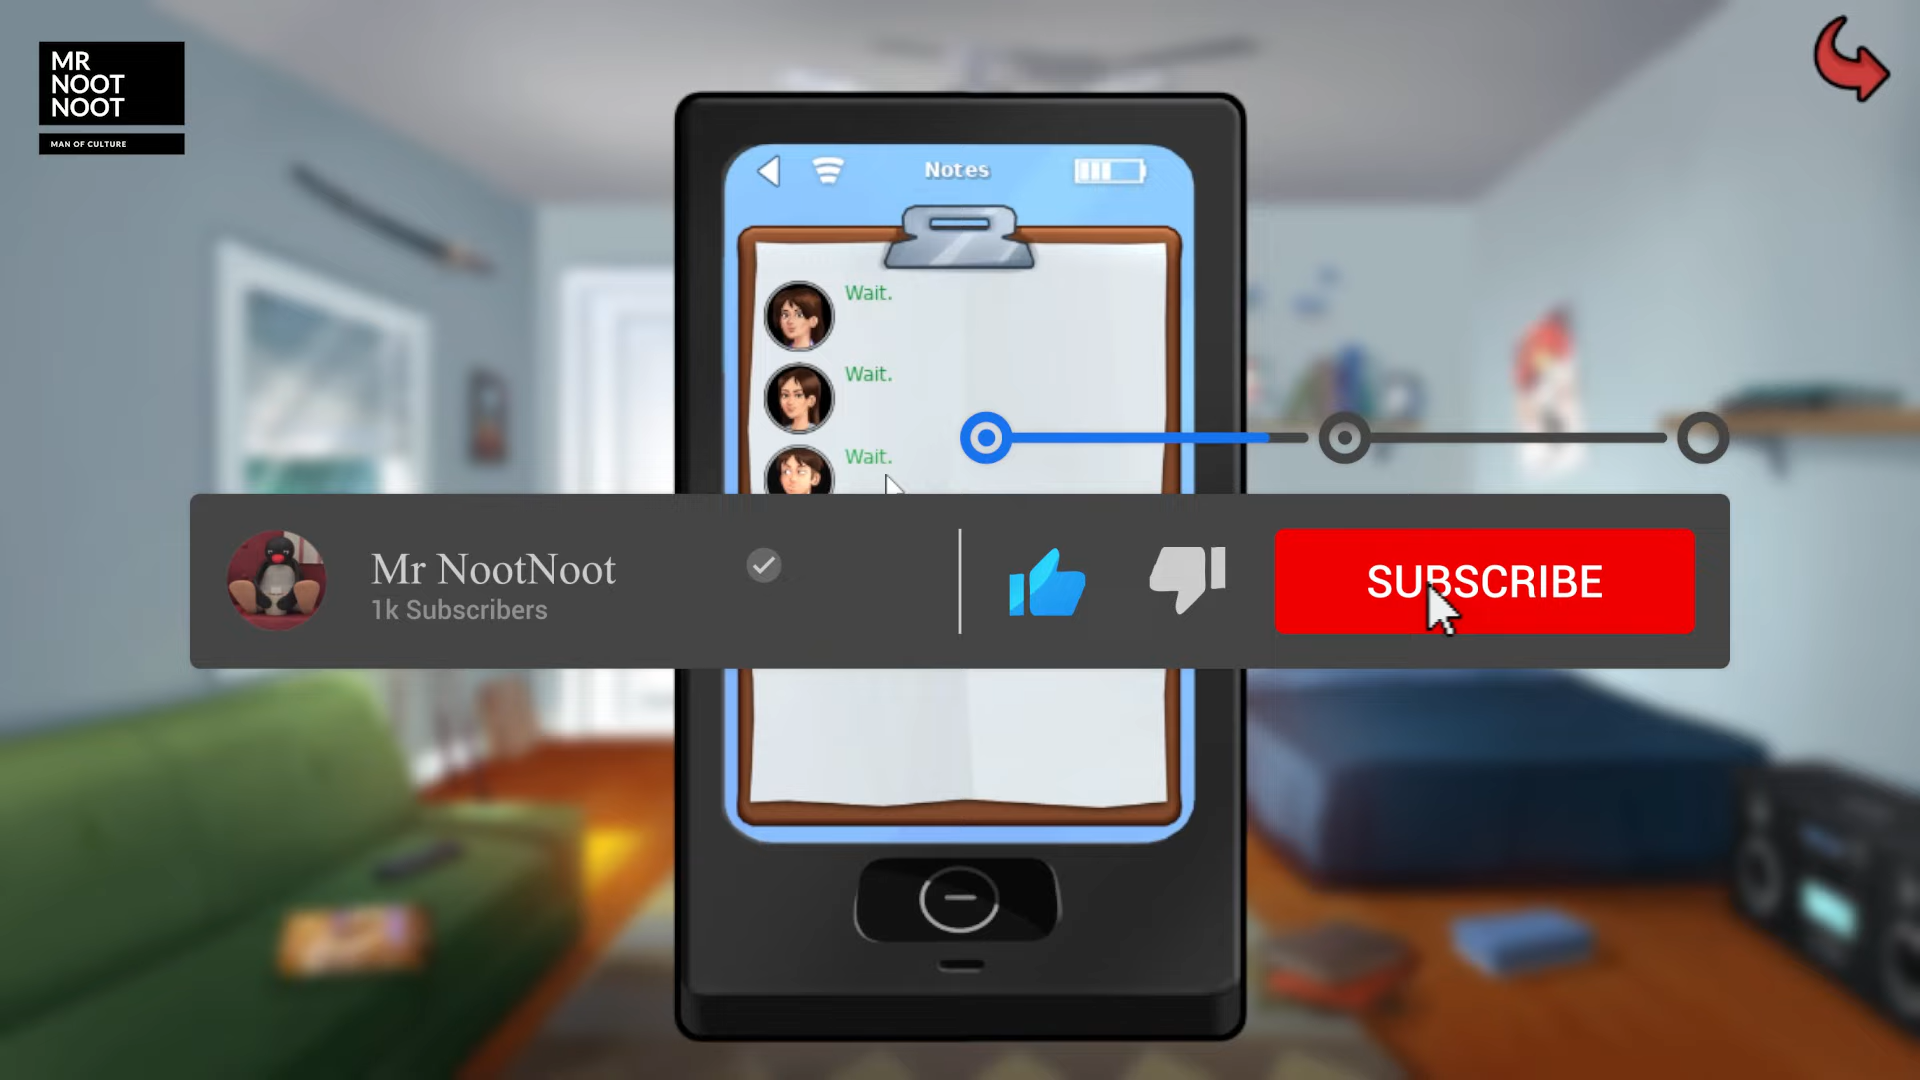 MR
NOOT
NOOT
MAN OF CULTURE
Notes
Wait.
Wait.
Wait.
Mr NootNoot
1k Subscribers
SUBSCRIBE